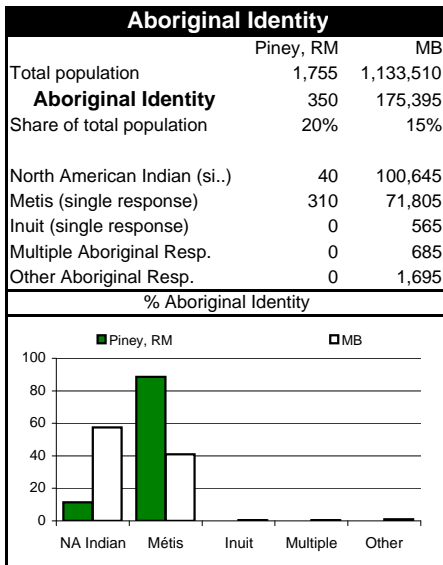 Aboriginal Identity
Piney, RM MB
Total population 1,755 1,133,510
Aboriginal Identity 350 175,395
Share of total population 20% 15%
North American Indian (si..) 40 100,645
Metis (single response) 310 71,805
Inuit (single response) 0 565
Multiple Aboriginal Resp. 0 685
Other Aboriginal Resp. 0 1,695
% Aboriginal Identity
Piney, RM MB
100
80
60
40
20
0
NA Indian Métis Inuit Multiple Other